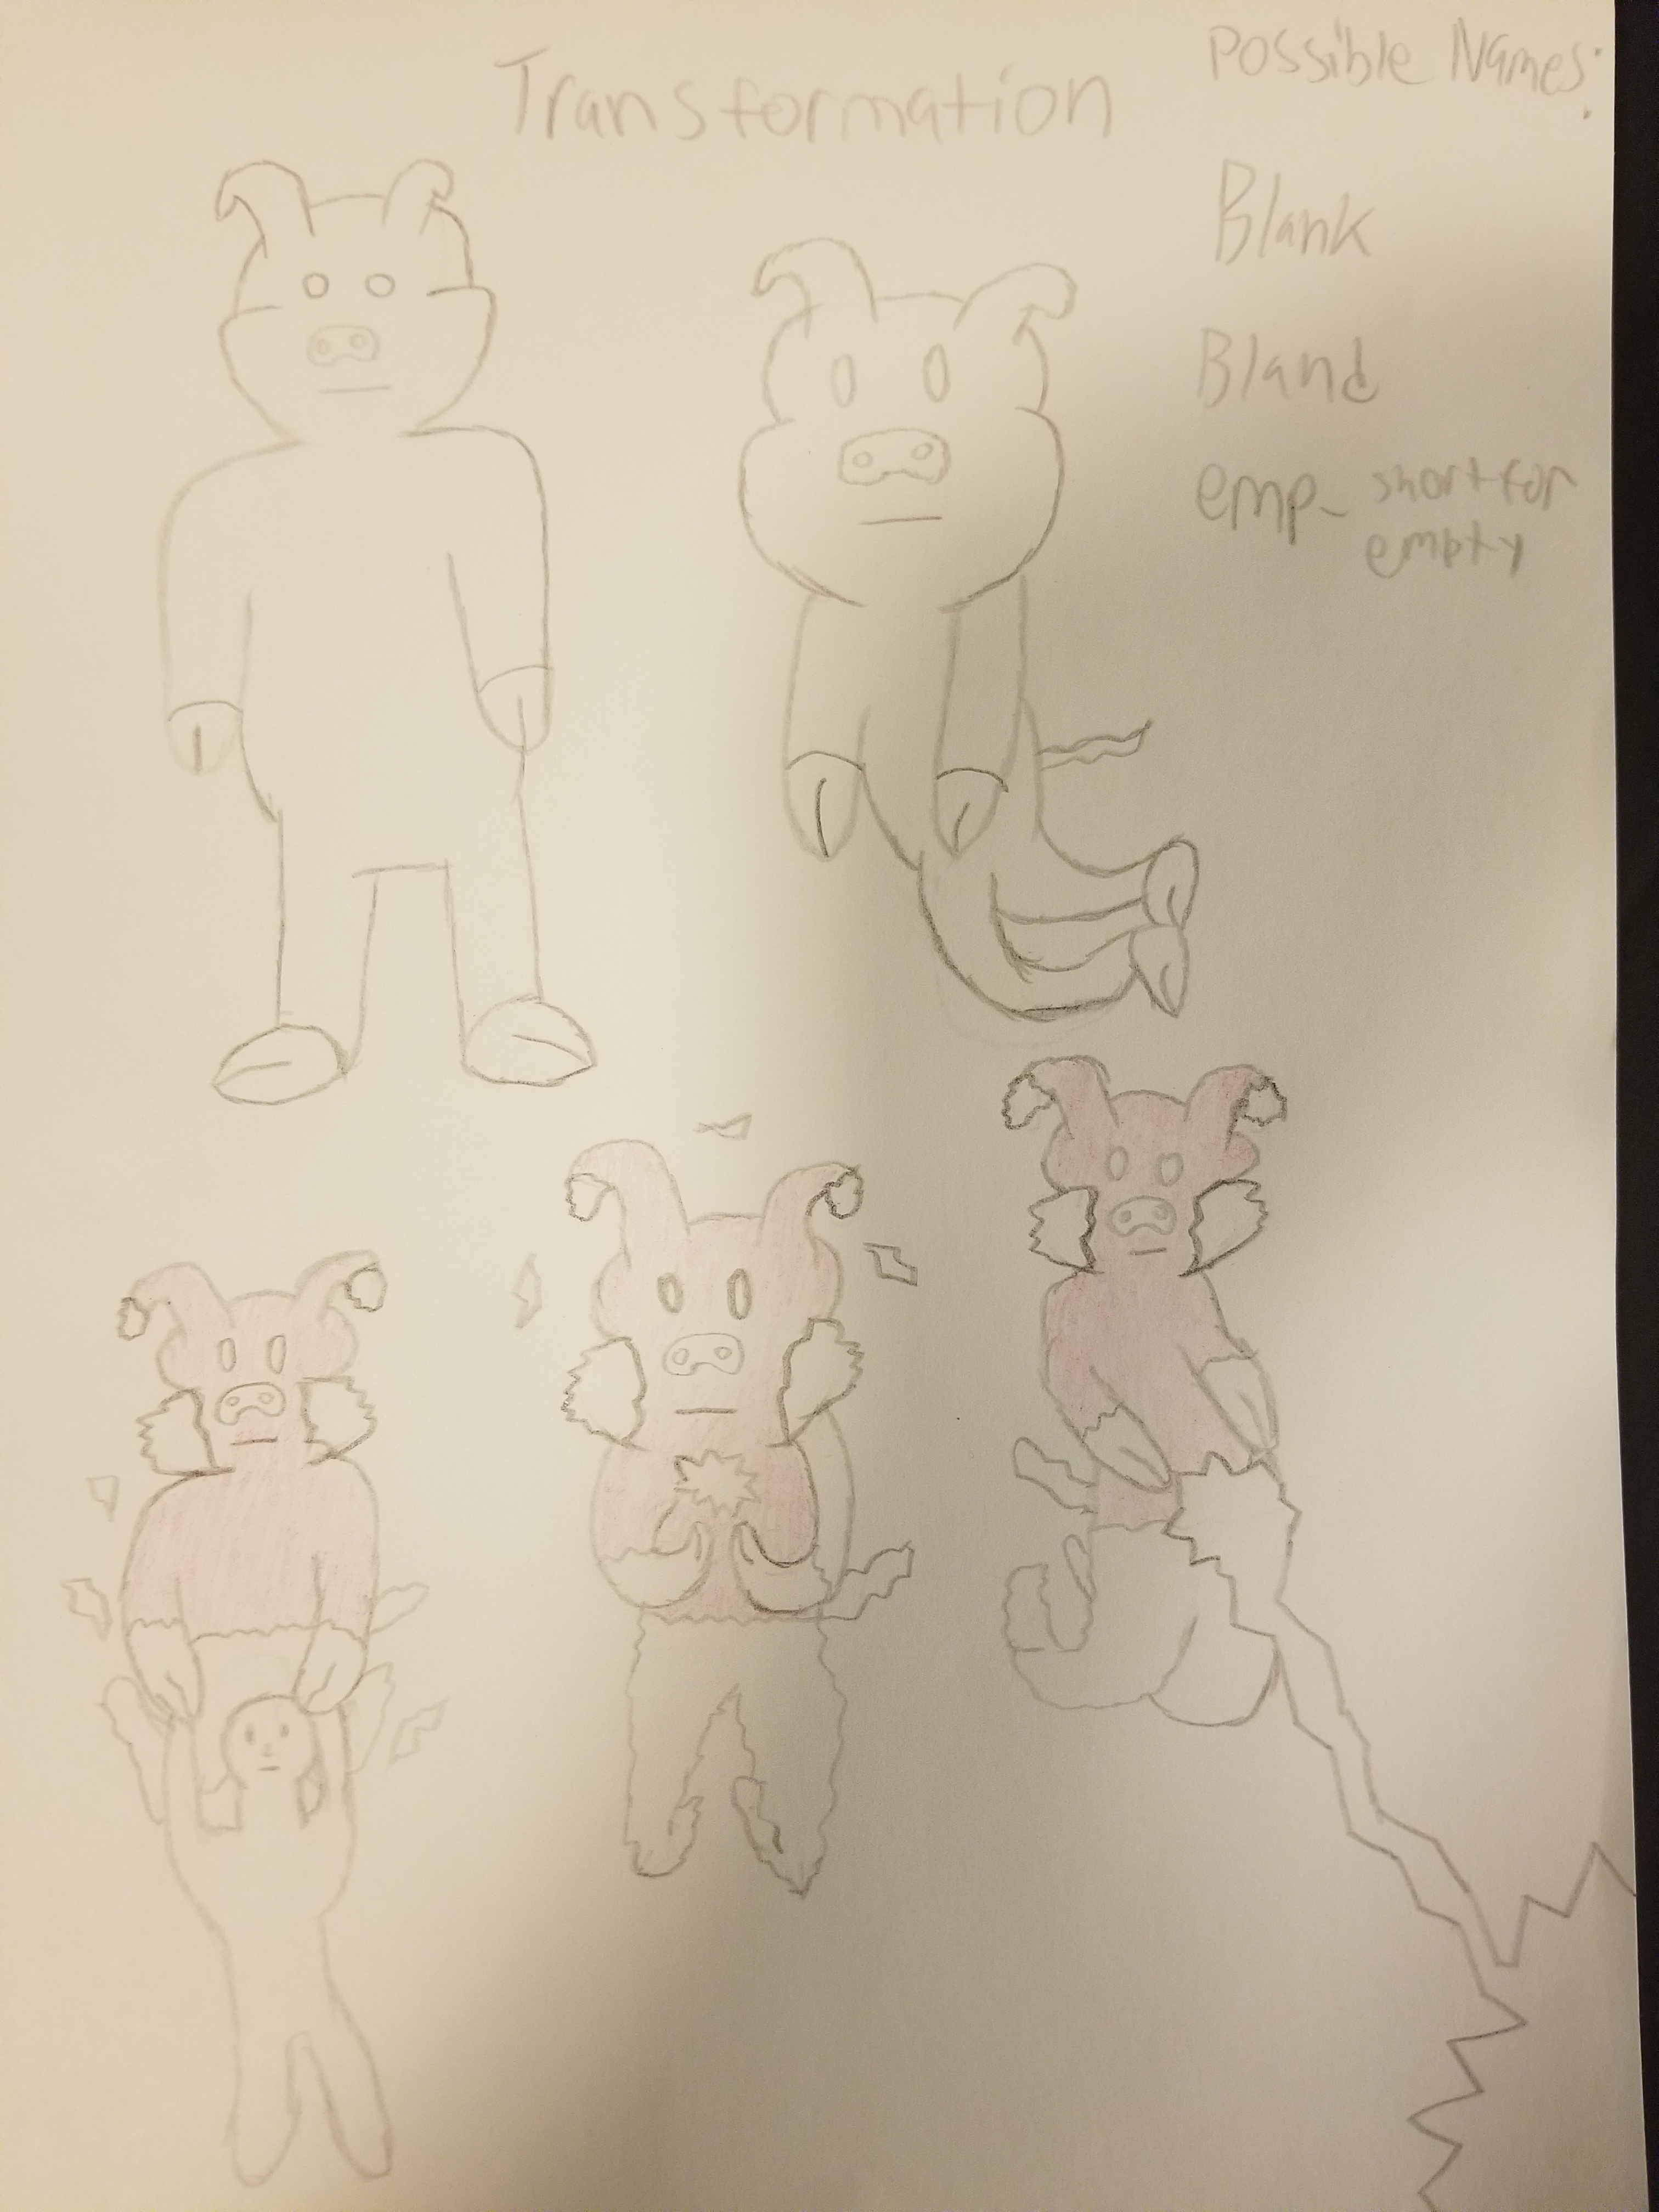 Transformation
Possible Names:
Blank
Bland
emp- short for
empty